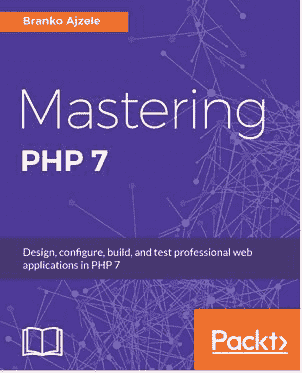 Branko Ajzele
Mastering
PHP 7
Design, configure, build, and test professional web
applications in PHP 7
Packt>